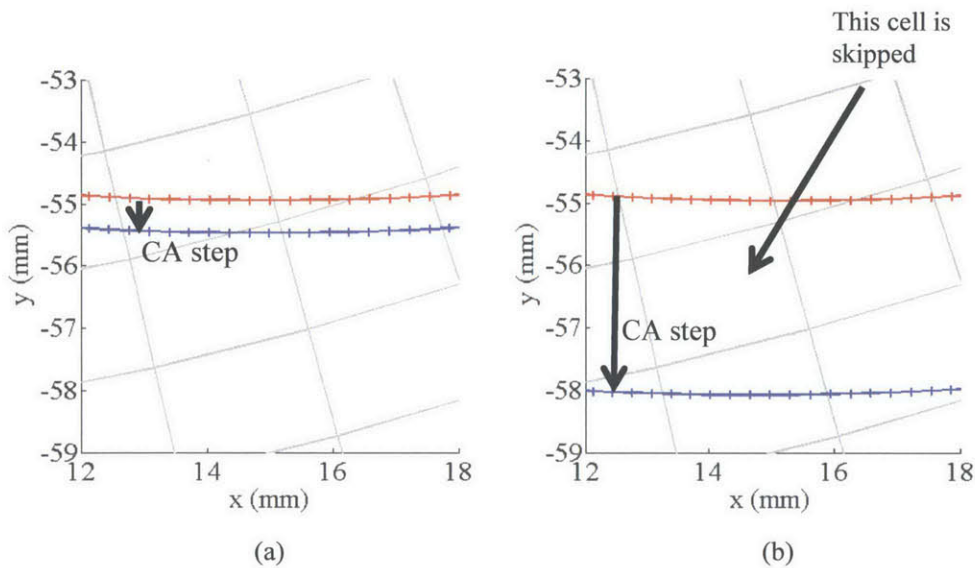 This cell is
skipped
-53
-54
-55
-56
-57
-58
-59
y (mm)
CA step
12
14
16
18
x (mm)
(a)
-53
-54
-55
-56
-57
-58
-59
y (mm)
CA step
12
14
16
18
x (mm)
(b)